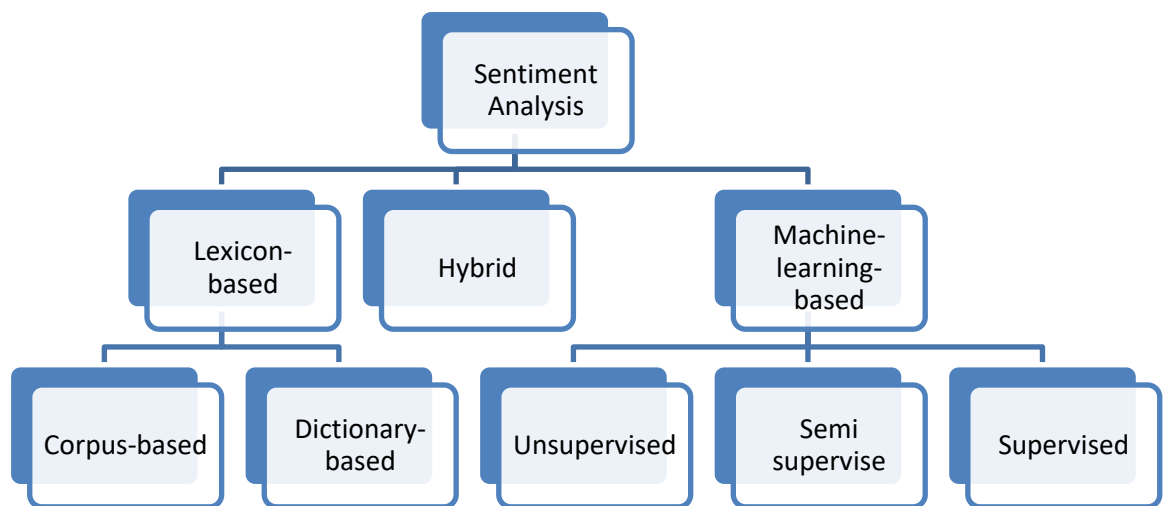 Sentiment
Analysis
Lexicon-
based
Hybrid
Machine-
learning-
based
Corpus-based
Dictionary-
based
Unsupervised
Semi
supervise
Supervised